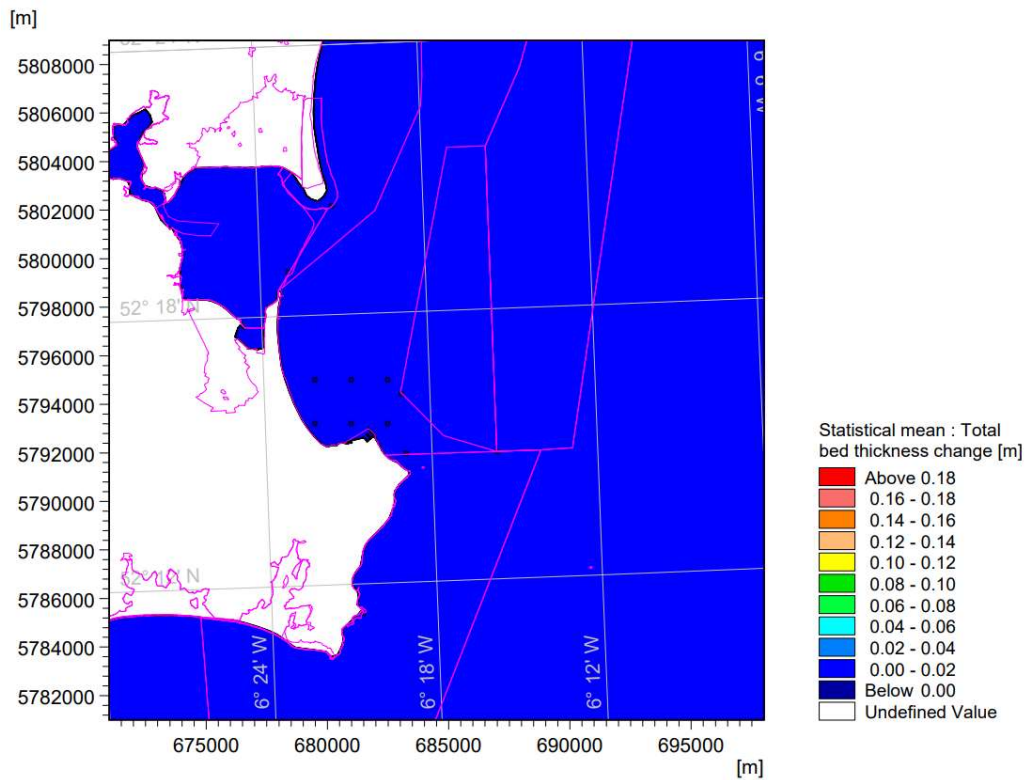 [m]
5808000
5806000
5804000
5802000
5800000
5798000
5796000
5794000
5792000
5790000
5788000
5786000
5784000
5782000
52° 18' N
6° 24' W
6° 18' W
6° 12' W
675000 680000 685000 690000 695000
[m]
Statistical mean : Total
bed thickness change [m]
Above 0.18
0.16 - 0.18
0.14 - 0.16
0.12 - 0.14
0.10 - 0.12
0.08 - 0.10
0.06 - 0.08
0.04 - 0.06
0.02 - 0.04
0.00 - 0.02
Below 0.00
Undefined Value